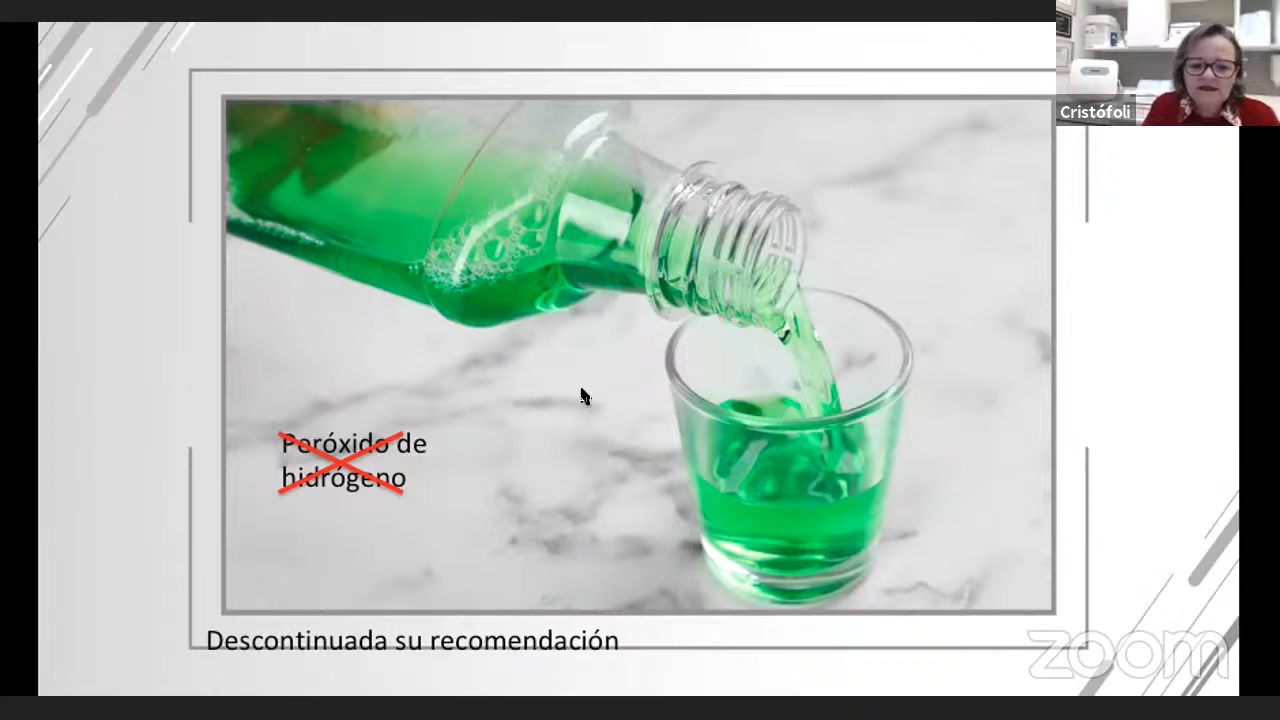 Cristófoli
Peróxido de
hidrógeno
Descontinuada su recomendación
zoom